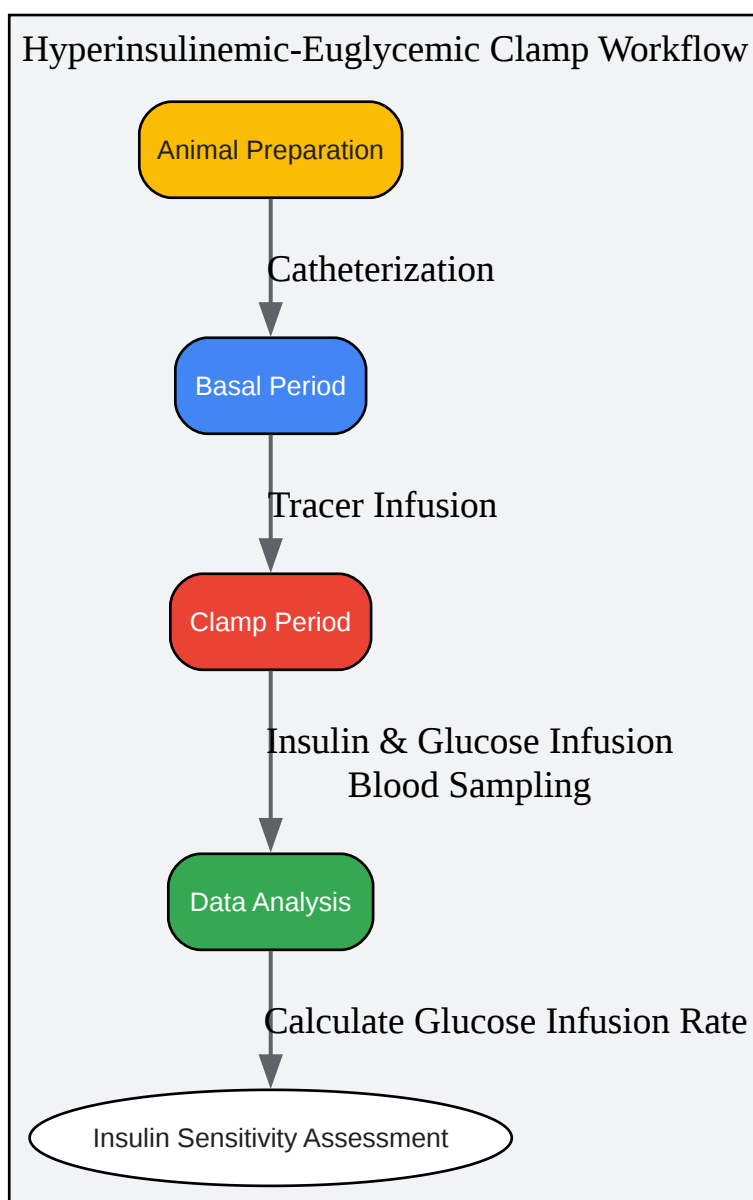 Hyperinsulinemic-Euglycemic Clamp Workflow
Animal Preparation
Catheterization
Basal Period
Tracer Infusion
Clamp Period
Insulin & Glucose Infusion
Blood Sampling
Data Analysis
Calculate Glucose Infusion Rate
Insulin Sensitivity Assessment